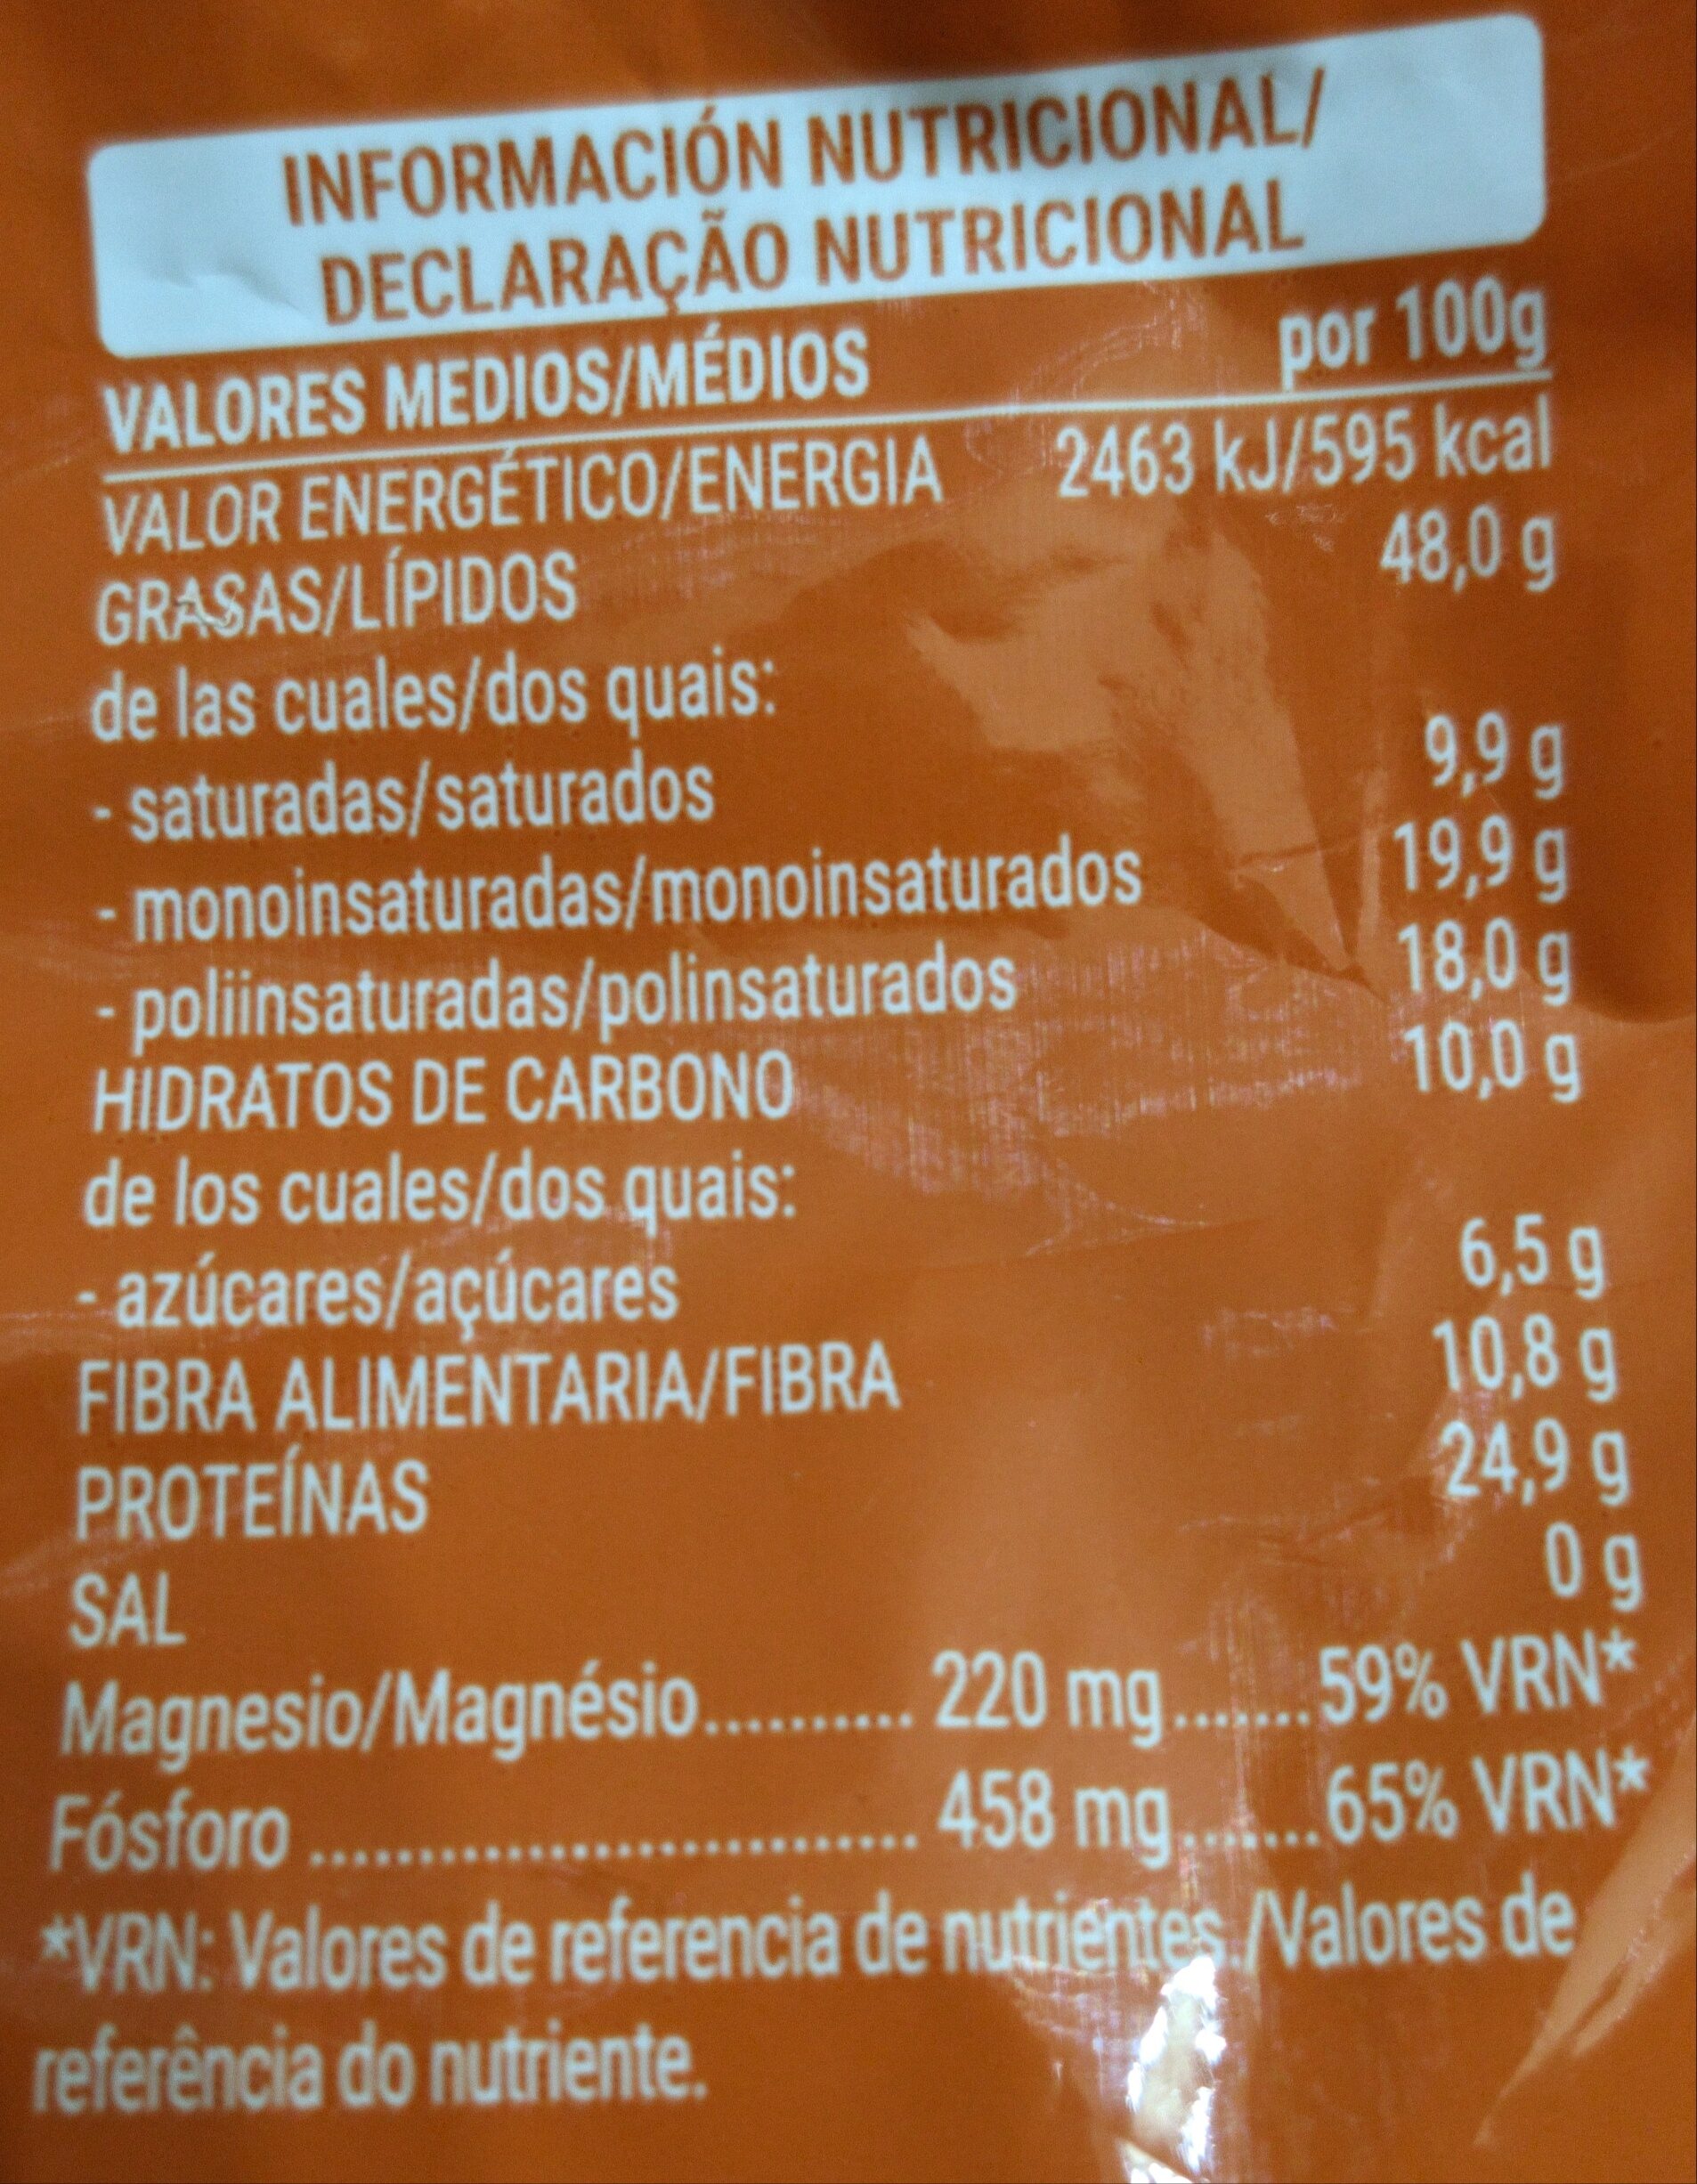 INFORMACIÓN NUTRICIONAL/
DECLARAÇÃO NUTRICIONAL
VALORES MEDIOS/MÉDIOS por 100g
VALOR ENERGÉTICO/ENERGIA 2463 kJ/595 kcal
GRASAS/LÍPIDOS 48,0 g
de las cuales/dos quais:
- saturadas/saturados 9,9 g
- monoinsaturadas/monoinsaturados 19,9 g
- poliinsaturadas/polinsaturados 18,0 g
HIDRATOS DE CARBONO 10,0 g
de los cuales/dos quais:
- azúcares/açúcares 6,5 g
FIBRA ALIMENTARIA/FIBRA 10,8 g
PROTEÍNAS 24,9 g
SAL 0 g
Magnesio/Magnésio.......... 220 mg....... 59% VRN*
Fósforo ................................ 458 mg....... 65% VRN*
*VRN: Valores de referencia de nutrientes./Valores de
referência do nutriente.